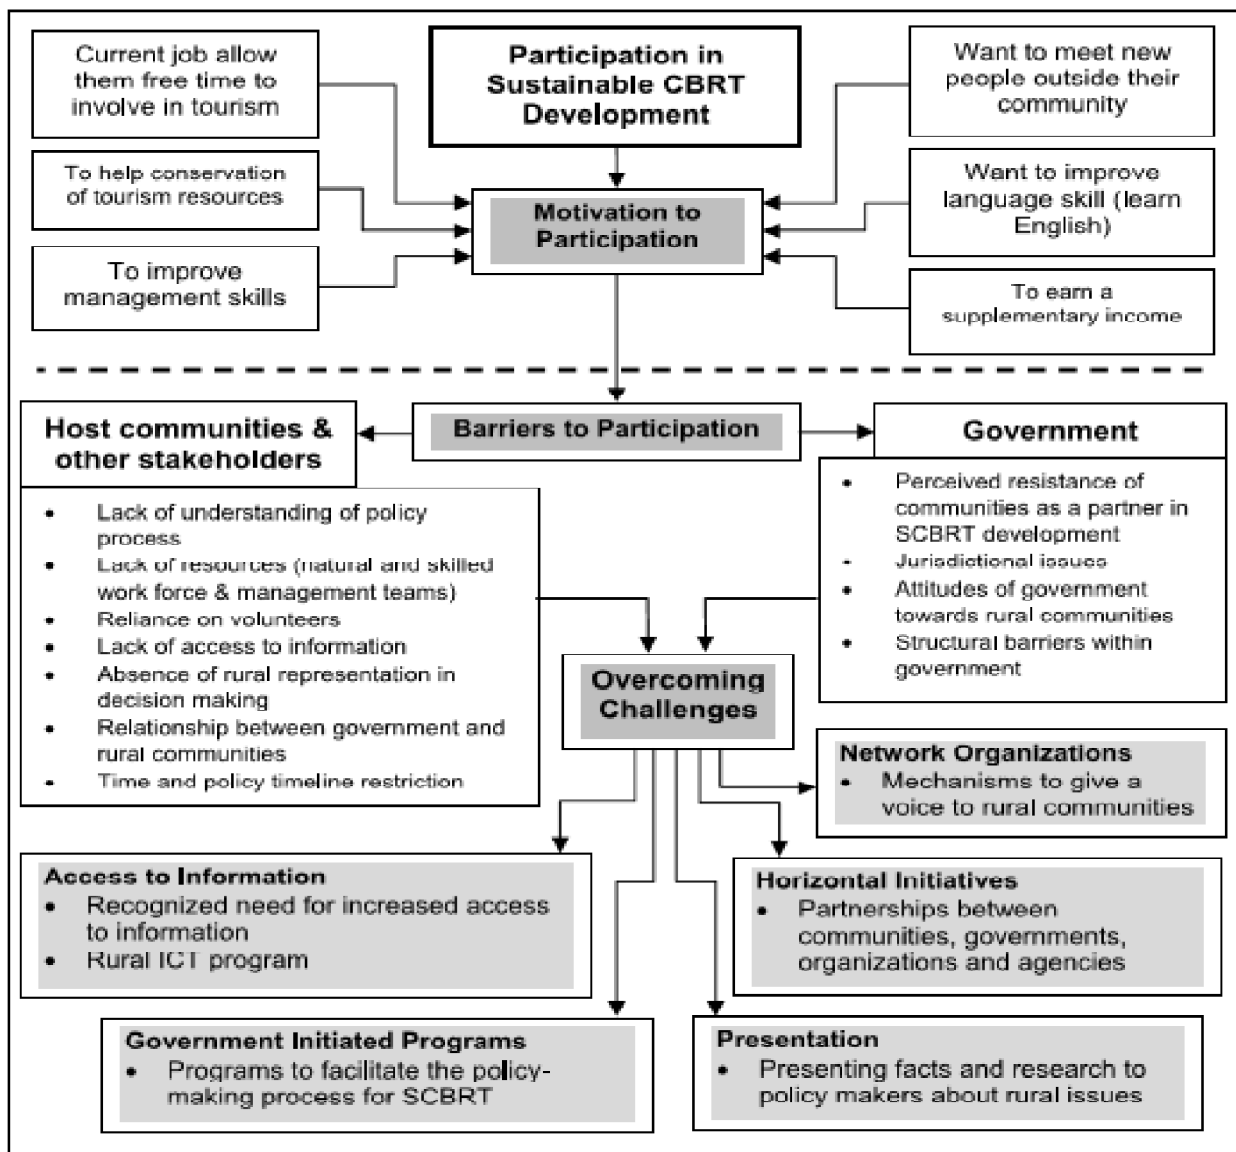 Current job allow
them free time to
involve in tourism
Participation in
Sustainable CBRT
Development
Want to meet new
people outside their
community
To help conservation
of tourism resources
Motivation to
Participation
Want to improve
language skill (learn
English)
To improve
management skills
To earn a
supplementary income
Host communities &
other stakeholders
Barriers to Participation
Government
• Lack of understanding of policy
process
• Lack of resources (natural and skilled
work force & management teams)
• Reliance on volunteers
• Lack of access to information
• Absence of rural representation in
decision making
• Relationship between government and
rural communities
• Time and policy timeline restriction
• Perceived resistance of
communities as a partner in
SCBRT development
• Jurisdictional issues
• Attitudes of government
towards rural communities
• Structural barriers within
government
Overcoming
Challenges
Network Organizations
• Mechanisms to give a
voice to rural communities
Access to Information
• Recognized need for increased access
to information
• Rural ICT program
Horizontal Initiatives
• Partnerships between
communities, governments,
organizations and agencies
Government Initiated Programs
• Programs to facilitate the policy-
making process for SCBRT
Presentation
• Presenting facts and research to
policy makers about rural issues